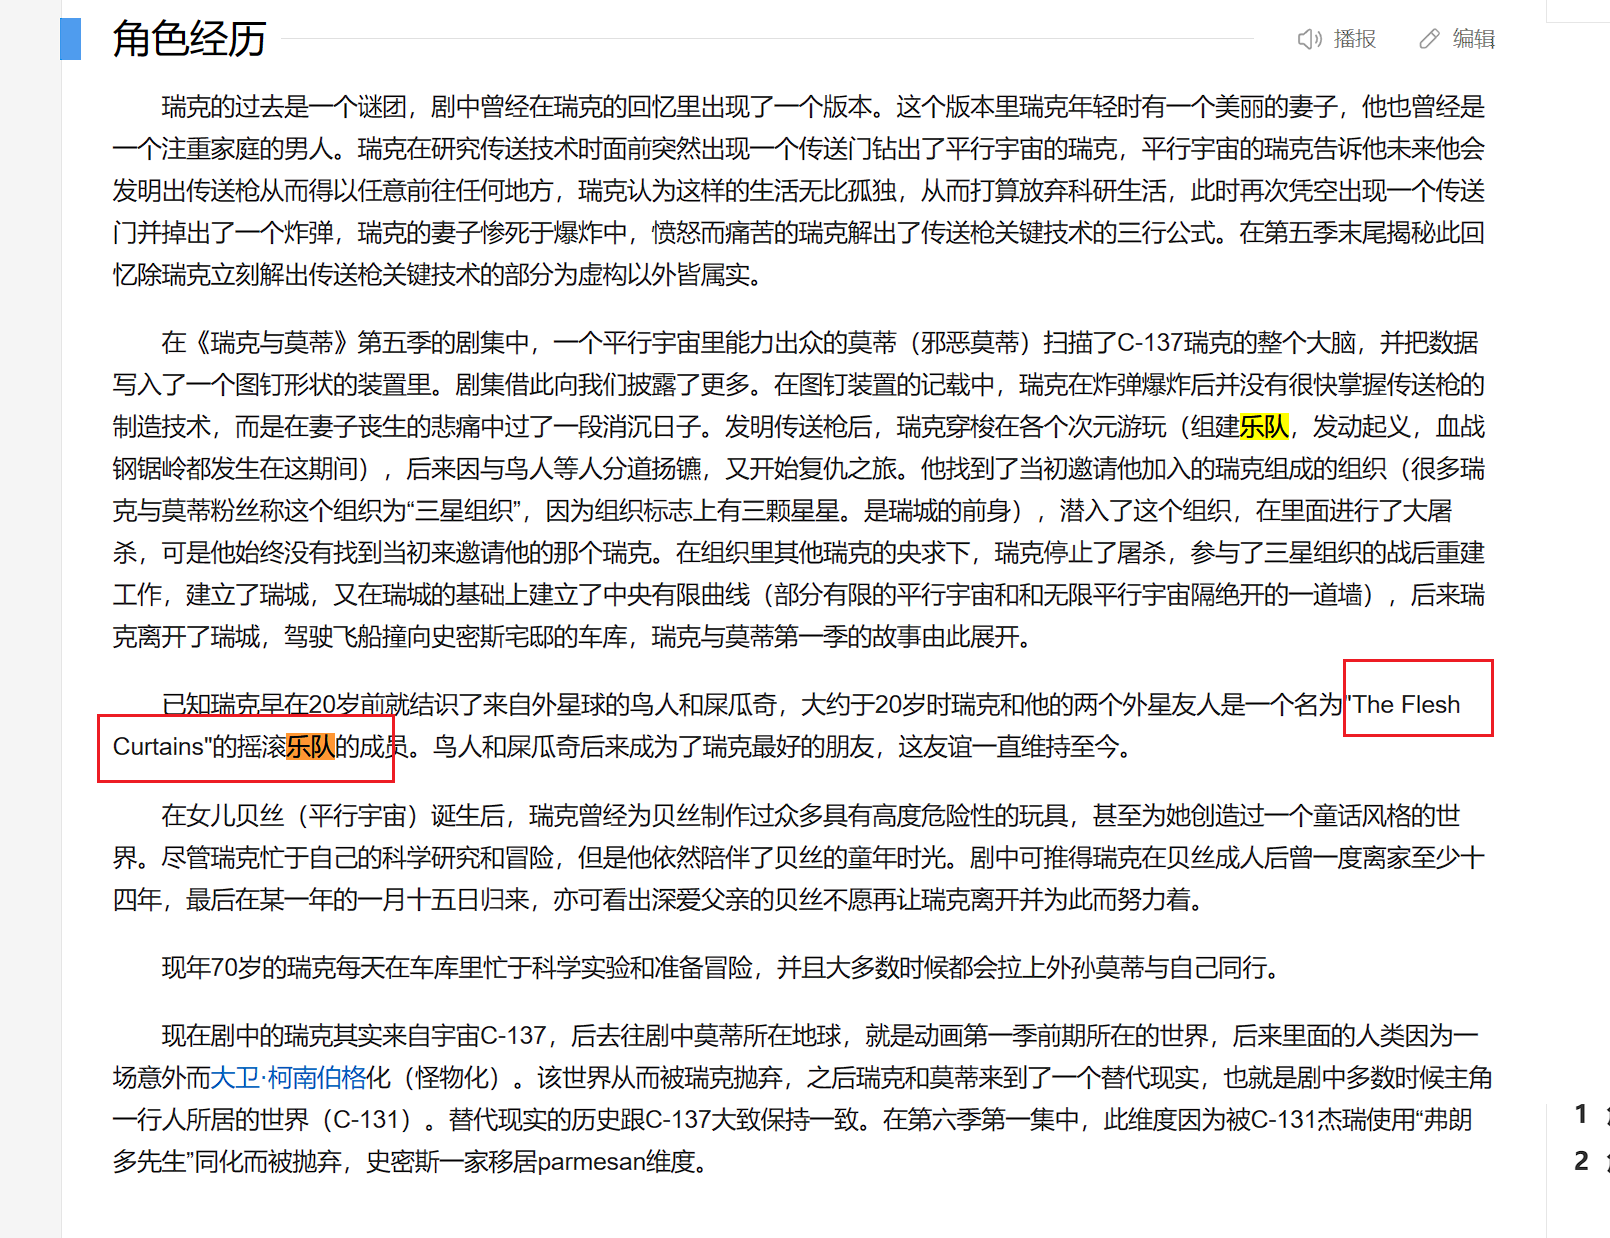 角色经历
播报
编辑
瑞克的过去是一个谜团，剧中曾经在瑞克的回忆里出现了一个版本。这个版本里瑞克年轻时有一个美丽的妻子，他也曾经是
一个注重家庭的男人。瑞克在研究传送技术时面前突然出现一个传送门钻出了平行宇宙的瑞克，平行宇宙的瑞克告诉他未来他会
发明出传送枪从而得以任意前往任何地方，瑞克认为这样的生活无比孤独，从而打算放弃科研生活，此时再次凭空出现一个传送
门并掉出了一个炸弹，瑞克的妻子惨死于爆炸中，愤怒而痛苦的瑞克解出了传送枪关键技术的三行公式。在第五季末尾揭秘此回
忆除瑞克立刻解出传送枪关键技术的部分为虚构以外皆属实。
在《瑞克与莫蒂》第五季的剧集中，一个平行宇宙里能力出众的莫蒂（邪恶莫蒂）扫描了C-137瑞克的整个大脑，并把数据
写入了一个图钉形状的装置里。剧集借此向我们披露了更多。在图钉装置的记载中，瑞克在炸弹爆炸后并没有很快掌握传送枪的
制造技术，而是在妻子丧生的悲痛中过了一段消沉日子。发明传送枪后，瑞克穿梭在各个次元游玩（组建乐队，发动起义，血战
钢锯岭都发生在这期间），后来因与鸟人等人分道扬镳，又开始复仇之旅。他找到了当初邀请他加入的瑞克组成的组织（很多瑞
克与莫蒂粉丝称这个组织为“三星组织”，因为组织标志上有三颗星星。是瑞城的前身），潜入了这个组织，在里面进行了大屠
杀，可是他始终没有找到当初来邀请他的那个瑞克。在组织里其他瑞克的央求下，瑞克停止了屠杀，参与了三星组织的战后重建
工作，建立了瑞城，又在瑞城的基础上建立了中央有限曲线（部分有限的平行宇宙和和无限平行宇宙隔绝开的一道墙），后来瑞
克离开了瑞城，驾驶飞船撞向史密斯宅邸的车库，瑞克与莫蒂第一季的故事由此展开。
已知瑞克早在20岁前就结识了来自外星球的鸟人和屎瓜奇，大约于20岁时瑞克和他的两个外星友人是一个名为"The Flesh
Curtains"的摇滚乐队的成员。鸟人和屎瓜奇后来成为了瑞克最好的朋友，这友谊一直维持至今。
在女儿贝丝（平行宇宙）诞生后，瑞克曾经为贝丝制作过众多具有高度危险性的玩具，甚至为她创造过一个童话风格的世
界。尽管瑞克忙于自己的科学研究和冒险，但是他依然陪伴了贝丝的童年时光。剧中可推得瑞克在贝丝成人后曾一度离家至少十
四年，最后在某一年的一月十五日归来，亦可看出深爱父亲的贝丝不愿再让瑞克离开并为此而努力着。
现年70岁的瑞克每天在车库里忙于科学实验和准备冒险，并且大多数时候都会拉上外孙莫蒂与自己同行。
现在剧中的瑞克其实来自宇宙C-137，后去往剧中莫蒂所在地球，就是动画第一季前期所在的世界，后来里面的人类因为一
场意外而大卫·柯南伯格化（怪物化）。该世界从而被瑞克抛弃，之后瑞克和莫蒂来到了一个替代现实，也就是剧中多数时候主角
一行人所居的世界（C-131）。替代现实的历史跟C-137大致保持一致。在第六季第一集中，此维度因为被C-131杰瑞使用“弗朗
多先生”同化而被抛弃，史密斯一家移居parmesan维度。
1
2